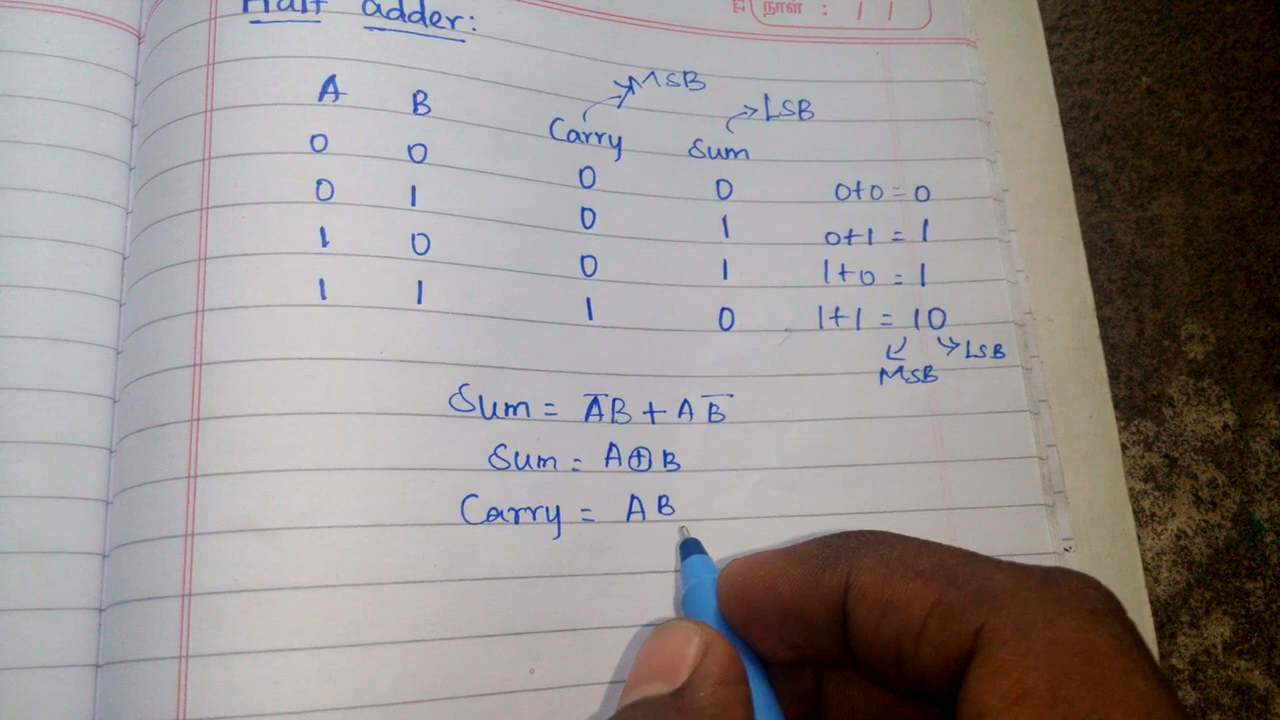 Half adder:
நாள் : / /
A B Carry →MSB Sum →LSB
0 0 0 0 0+0 = 0
0 1 0 1 0+1 = 1
1 0 0 1 1+0 = 1
1 1 1 0 1+1 = 10
→LSB
MSB
Sum = A̅B + AB̅
Sum = A⊕B
Carry = AB